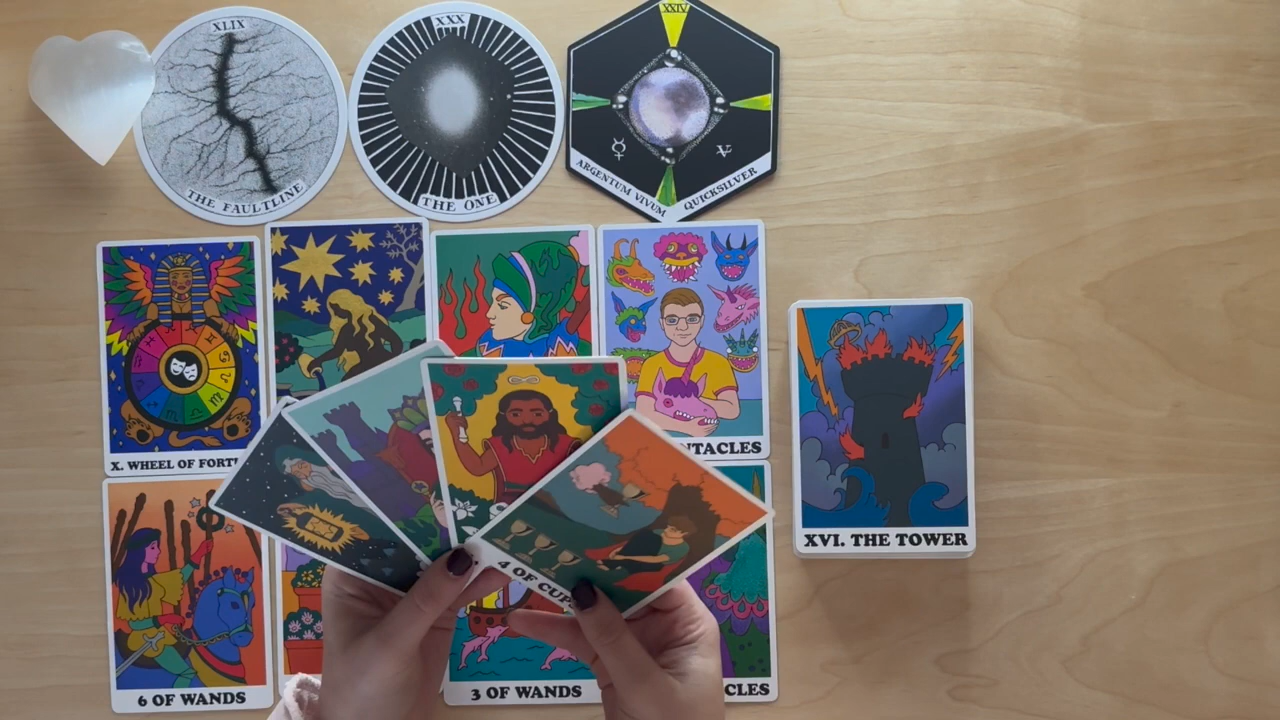 XLIX
THE FAULTLINE
XXX
THE ONE
XXIV
ARGENTUM VIVUM
QUICKSILVER
X. WHEEL OF FORT
NTACLES
XVI. THE TOWER
4 OF CUP
6 OF WANDS
3 OF WANDS
CLES